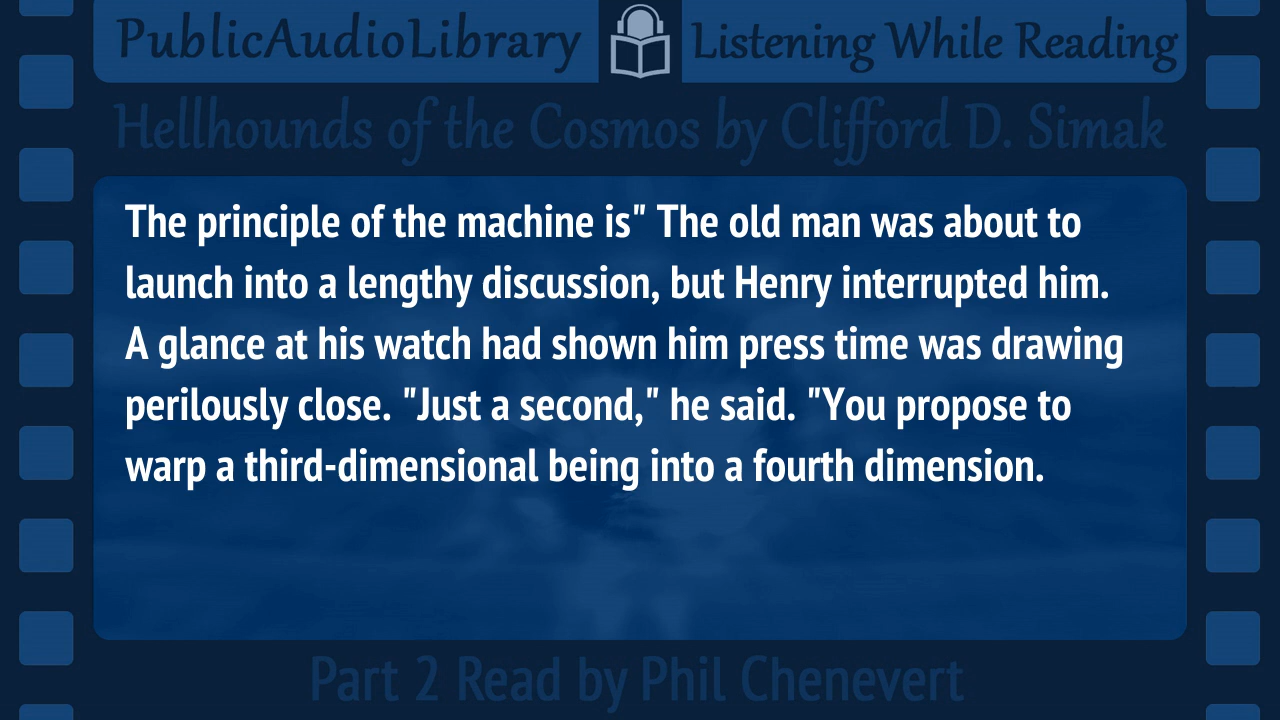 PublicAudioLibrary Listening While Reading
Hellhounds of the Cosmos by Clifford D. Simak
The principle of the machine is" The old man was about to
launch into a lengthy discussion, but Henry interrupted him.
A glance at his watch had shown him press time was drawing
perilously close. "Just a second," he said. "You propose to
warp a third-dimensional being into a fourth dimension.
Part 2 Read by Phil Chenevert